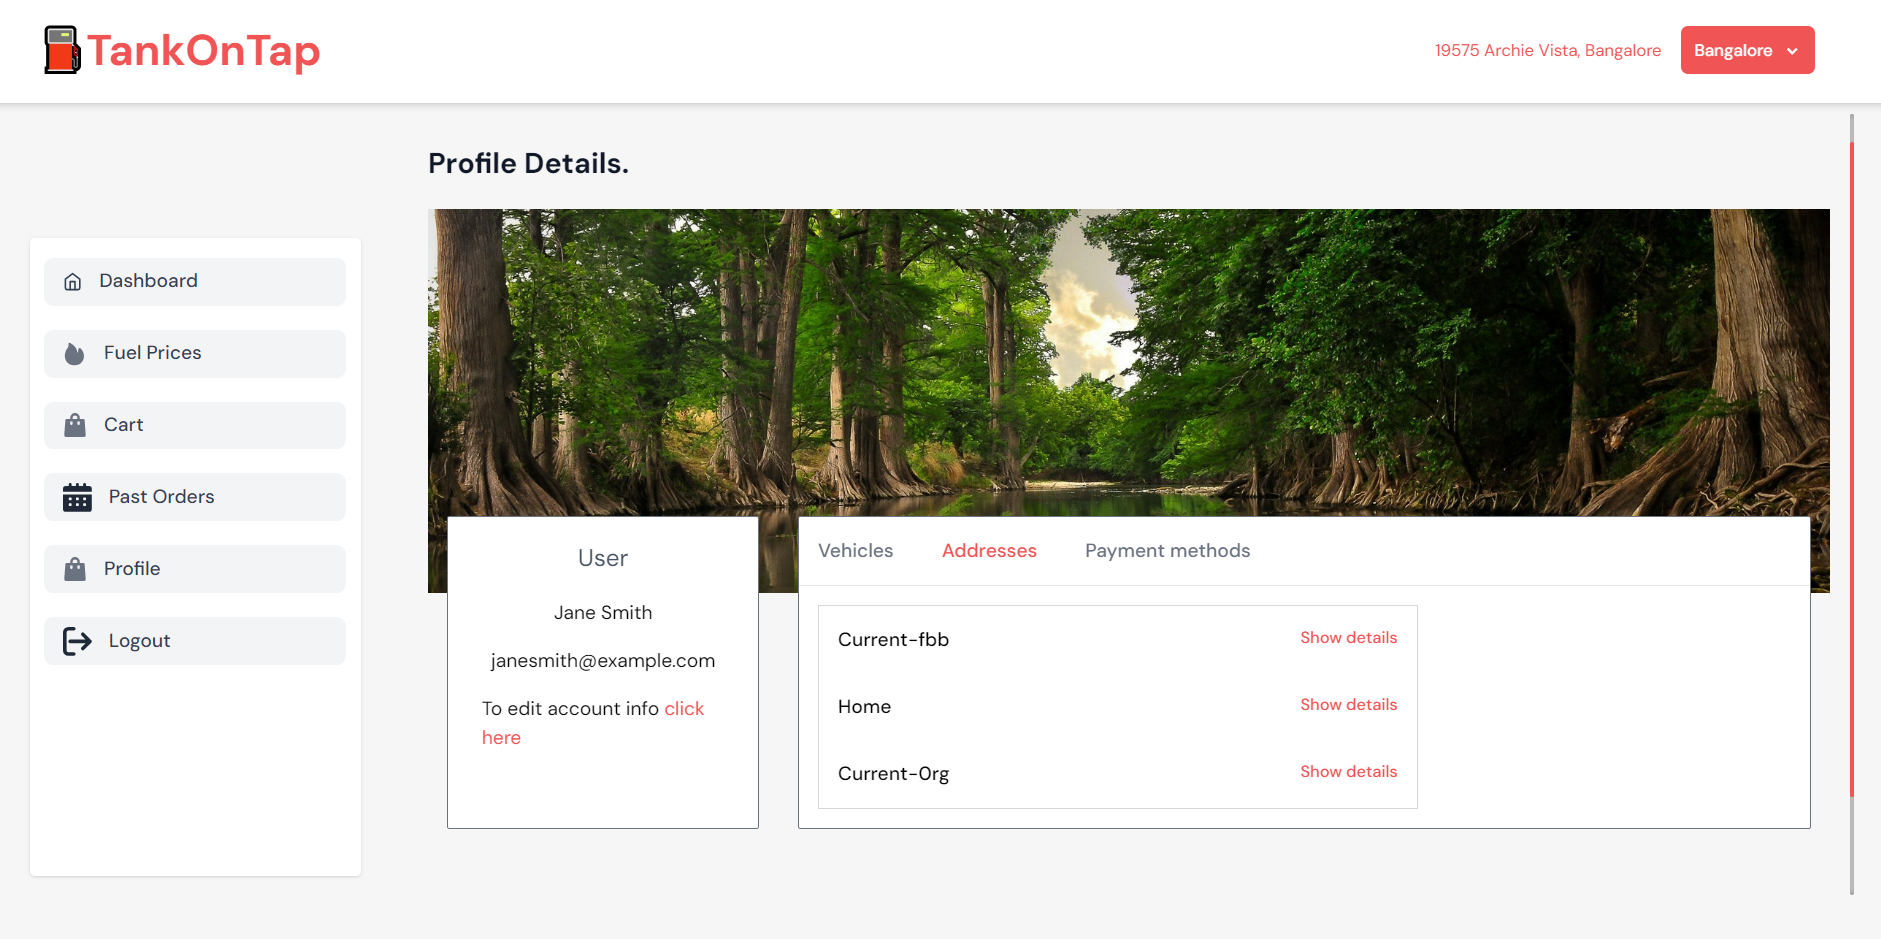 TankOnTap
19575 Archie Vista, Bangalore
Bangalore
Profile Details.
Dashboard
Fuel Prices
Cart
Past Orders
Profile
Logout
User
Jane Smith
janesmith@example.com
To edit account info click
here
Vehicles Addresses Payment methods
Current-fbb Show details
Home Show details
Current-0rg Show details